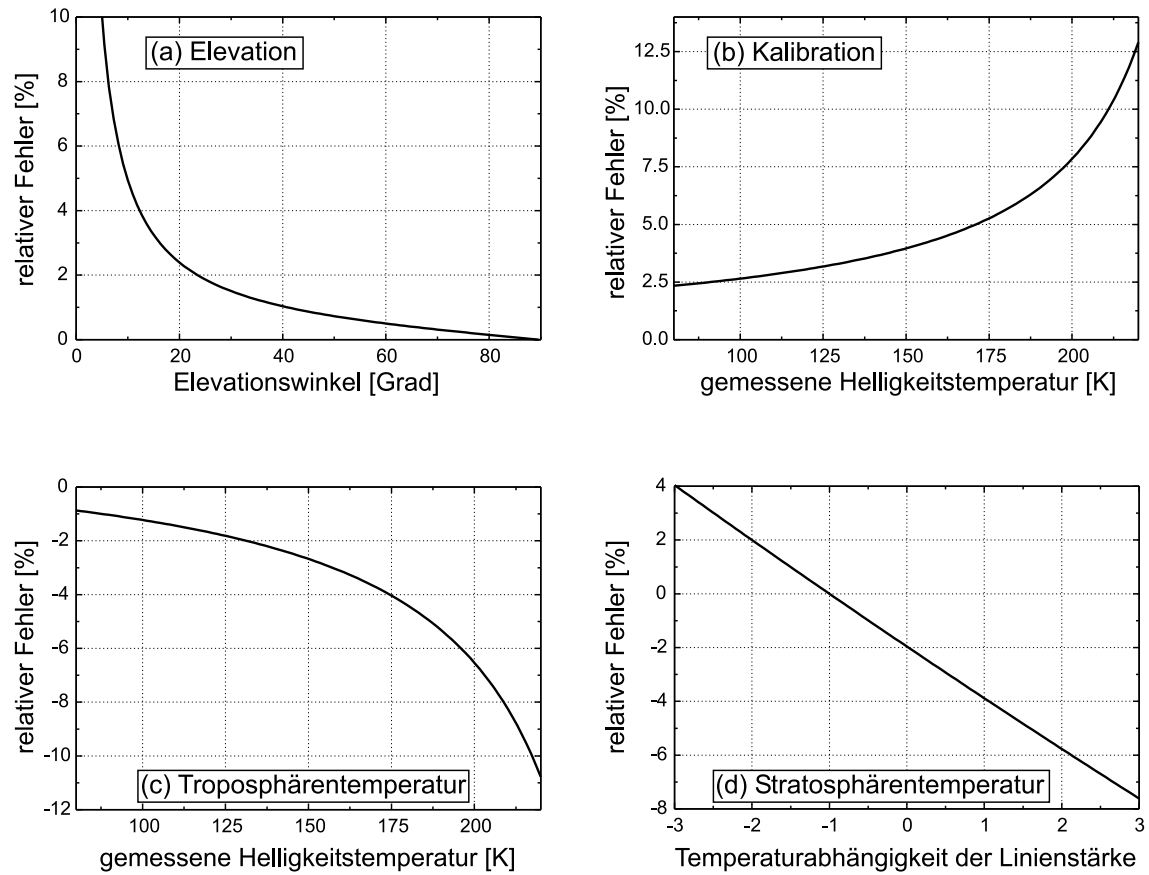 (a) Elevation
relativer Fehler [%]
10
8
6
4
2
0
0 20 40 60 80
Elevationswinkel [Grad]
(b) Kalibration
relativer Fehler [%]
12.5
10.0
7.5
5.0
2.5
0.0
100 125 150 175 200
gemessene Helligkeitstemperatur [K]
(c) Troposphärentemperatur
relativer Fehler [%]
0
-2
-4
-6
-8
-10
-12
100 125 150 175 200
gemessene Helligkeitstemperatur [K]
(d) Stratosphärentemperatur
relativer Fehler [%]
4
2
0
-2
-4
-6
-8
-3 -2 -1 0 1 2 3
Temperaturabhängigkeit der Linienstärke